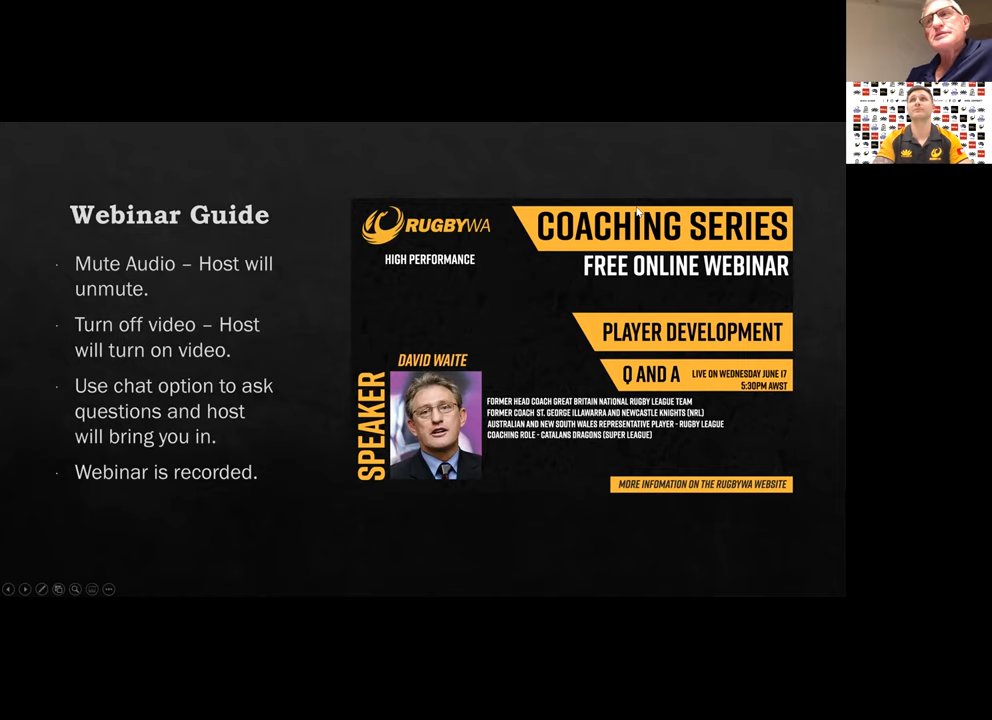 Webinar Guide
· Mute Audio – Host will
unmute.
· Turn off video – Host
will turn on video.
· Use chat option to ask
questions and host
will bring you in.
· Webinar is recorded.
RUGBYWA
HIGH PERFORMANCE
COACHING SERIES
FREE ONLINE WEBINAR
PLAYER DEVELOPMENT
Q AND A
LIVE ON WEDNESDAY JUNE 17
5:30PM AWST
DAVID WAITE
SPEAKER
FORMER HEAD COACH GREAT BRITAIN NATIONAL RUGBY LEAGUE TEAM
FORMER COACH ST. GEORGE ILLAWARRA AND NEWCASTLE KNIGHTS (NRL)
AUSTRALIAN AND NEW SOUTH WALES REPRESENTATIVE PLAYER - RUGBY LEAGUE
COACHING ROLE - CATALANS DRAGONS (SUPER LEAGUE)
MORE INFOMATION ON THE RUGBYWA WEBSITE